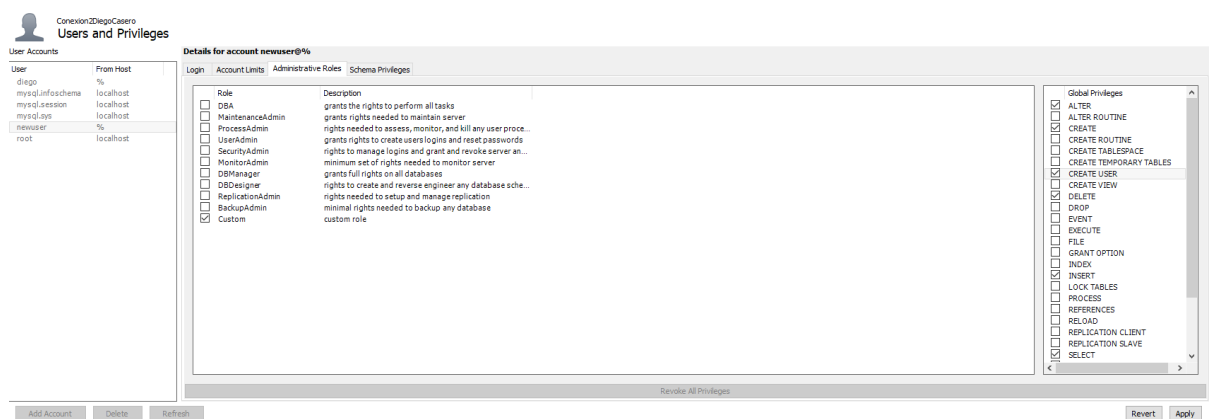 Conexion2DiegoCasero
Users and Privileges
User Accounts
User From Host
diego %
mysql.infoschema localhost
mysql.session localhost
mysql.sys localhost
newuser %
root localhost
Details for account newuser@%
Login Account Limits Administrative Roles Schema Privileges
Role Description
DBA grants the rights to perform all tasks
MaintenanceAdmin grants rights needed to maintain server
ProcessAdmin rights needed to assess, monitor, and kill any user proce...
UserAdmin grants rights to create users logins and reset passwords
SecurityAdmin rights to manage logins and grant and revoke server an...
MonitorAdmin minimum set of rights needed to monitor server
DBManager grants full rights on all databases
DBDesigner rights to create and reverse engineer any database sche...
ReplicationAdmin rights needed to setup and manage replication
BackupAdmin minimal rights needed to backup any database
Custom custom role
Global Privileges
ALTER
ALTER ROUTINE
CREATE
CREATE ROUTINE
CREATE TABLESPACE
CREATE TEMPORARY TABLES
CREATE USER
CREATE VIEW
DELETE
DROP
EVENT
EXECUTE
FILE
GRANT OPTION
INDEX
INSERT
LOCK TABLES
PROCESS
REFERENCES
RELOAD
REPLICATION CLIENT
REPLICATION SLAVE
SELECT
Revoke All Privileges
Add Account Delete Refresh Revert Apply